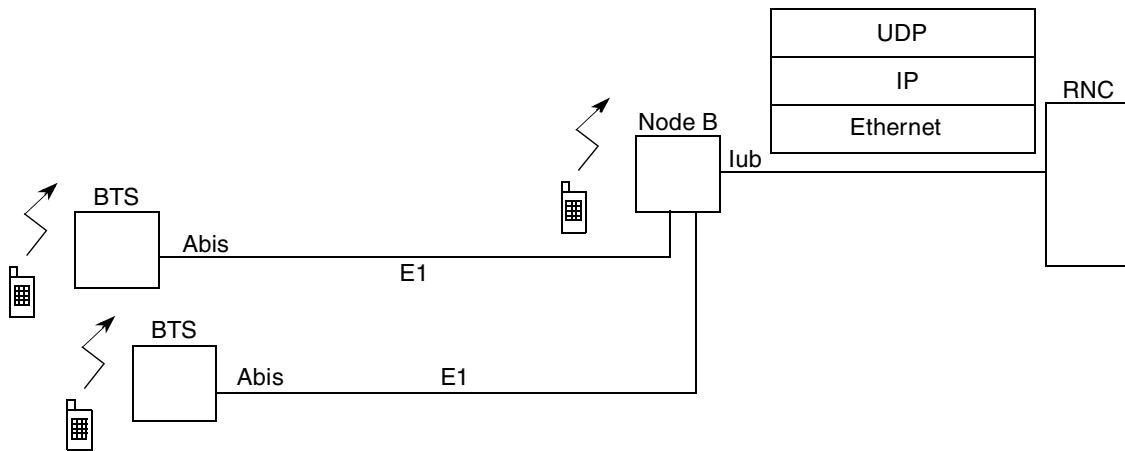 UDP
IP
Ethernet
RNC
Node B
Iub
BTS
Abis
E1
BTS
Abis
E1